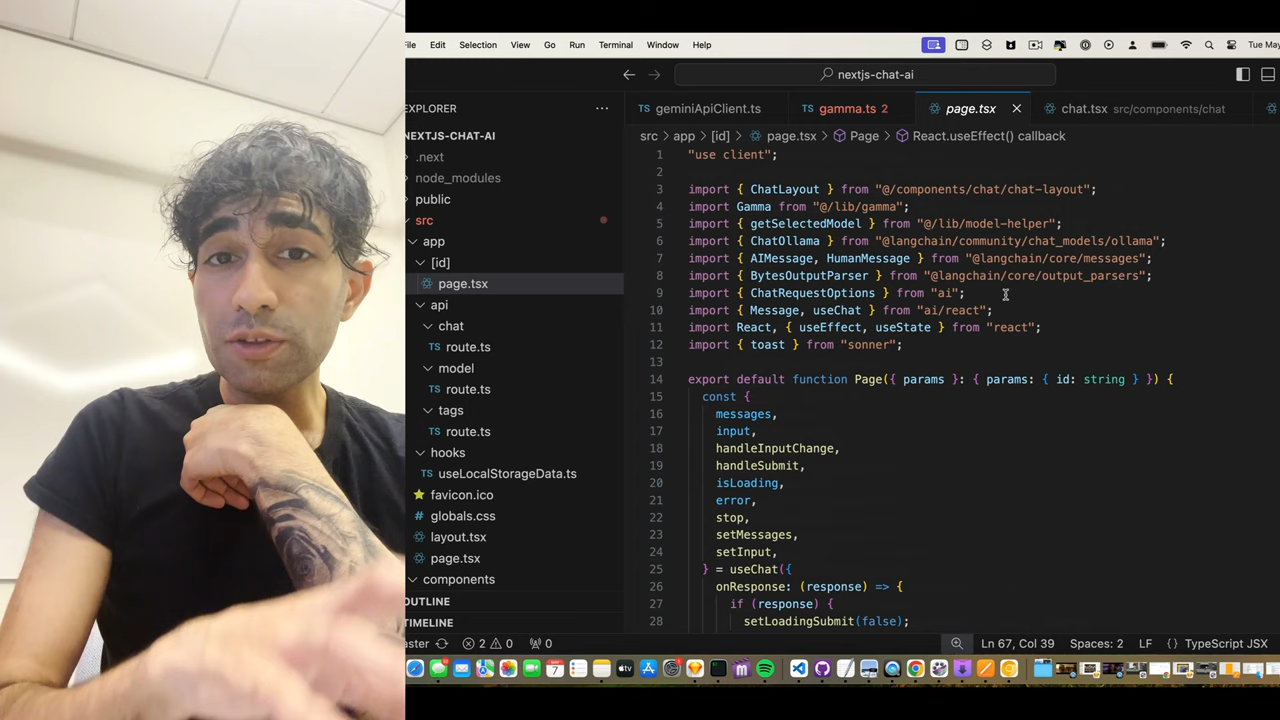 File Edit Selection View Go Run Terminal Window Help Tue May
nextjs-chat-ai
EXPLORER
NEXTJS-CHAT-AI
.next
node_modules
public
src
app
[id]
page.tsx
api
chat
route.ts
model
route.ts
tags
route.ts
hooks
TS useLocalStorageData.ts
favicon.ico
# globals.css
layout.tsx
page.tsx
components
OUTLINE
TIMELINE
TS geminiApiClient.ts TS gamma.ts 2 page.tsx chat.tsx src/components/chat
src > app > [id] > page.tsx > Page > React.useEffect() callback
1 "use client";
2
3 import { ChatLayout } from "@/components/chat/chat-layout";
4 import Gamma from "@/lib/gamma";
5 import { getSelectedModel } from "@/lib/model-helper";
6 import { ChatOllama } from "@langchain/community/chat_models/ollama";
7 import { AIMessage, HumanMessage } from "@langchain/core/messages";
8 import { BytesOutputParser } from "@langchain/core/output_parsers";
9 import { ChatRequestOptions } from "ai";
10 import { Message, useChat } from "ai/react";
11 import React, { useEffect, useState } from "react";
12 import { toast } from "sonner";
13
14 export default function Page({ params }: { params: { id: string } }) {
15 const {
16 messages,
17 input,
18 handleInputChange,
19 handleSubmit,
20 isLoading,
21 error,
22 stop,
23 setMessages,
24 setInput,
25 } = useChat({
26 onResponse: (response) => {
27 if (response) {
28 setLoadingSubmit(false);
aster 2 0 0 Ln 67, Col 39 Spaces: 2 LF {} TypeScript JSX